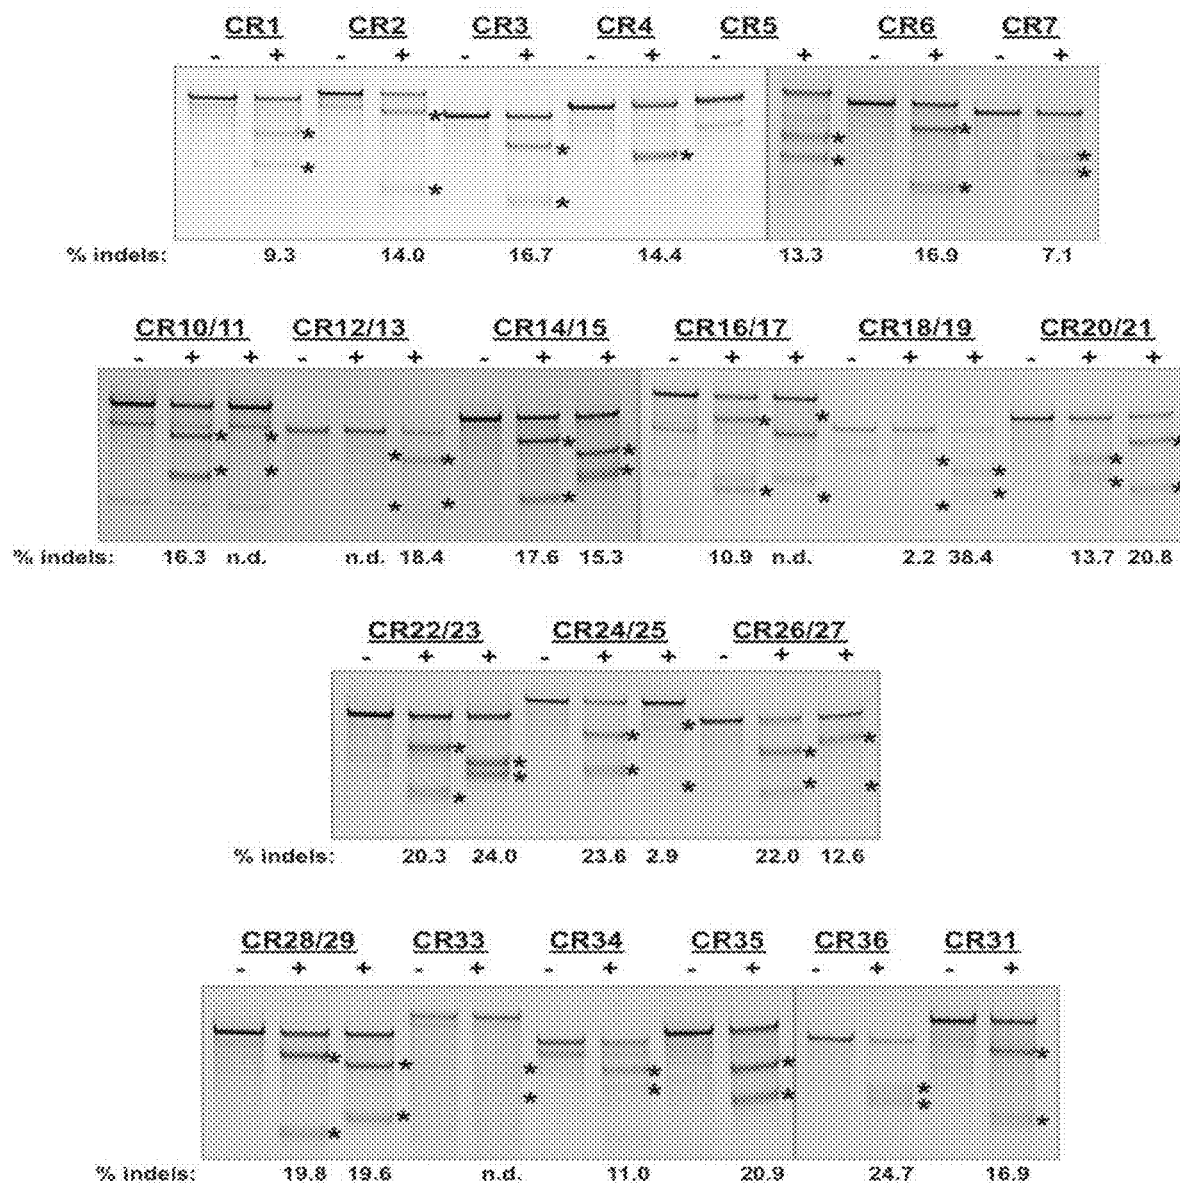 CR1 CR2 CR3 CR4 CR5 CR6 CR7
- + - + - + - + - + - + - +
* * * * * * * * * * * * *
% indels: 9.3 14.0 16.7 14.4 13.3 16.9 7.1
CR10/11 CR12/13 CR14/15 CR16/17 CR18/19 CR20/21
- + + - + + - + + - + + - + + - + +
% indels: 16.3 n.d. n.d. 18.4 17.6 15.3 10.9 n.d. 2.2 38.4 13.7 20.8
CR22/23 CR24/25 CR26/27
- + + - + + - + +
% indels: 20.3 24.0 23.6 2.9 22.0 12.6
CR28/29 CR33 CR34 CR35 CR36 CR31
- + + - + - + - + - + - +
% indels: 19.8 19.6 n.d. 11.0 20.9 24.7 16.9